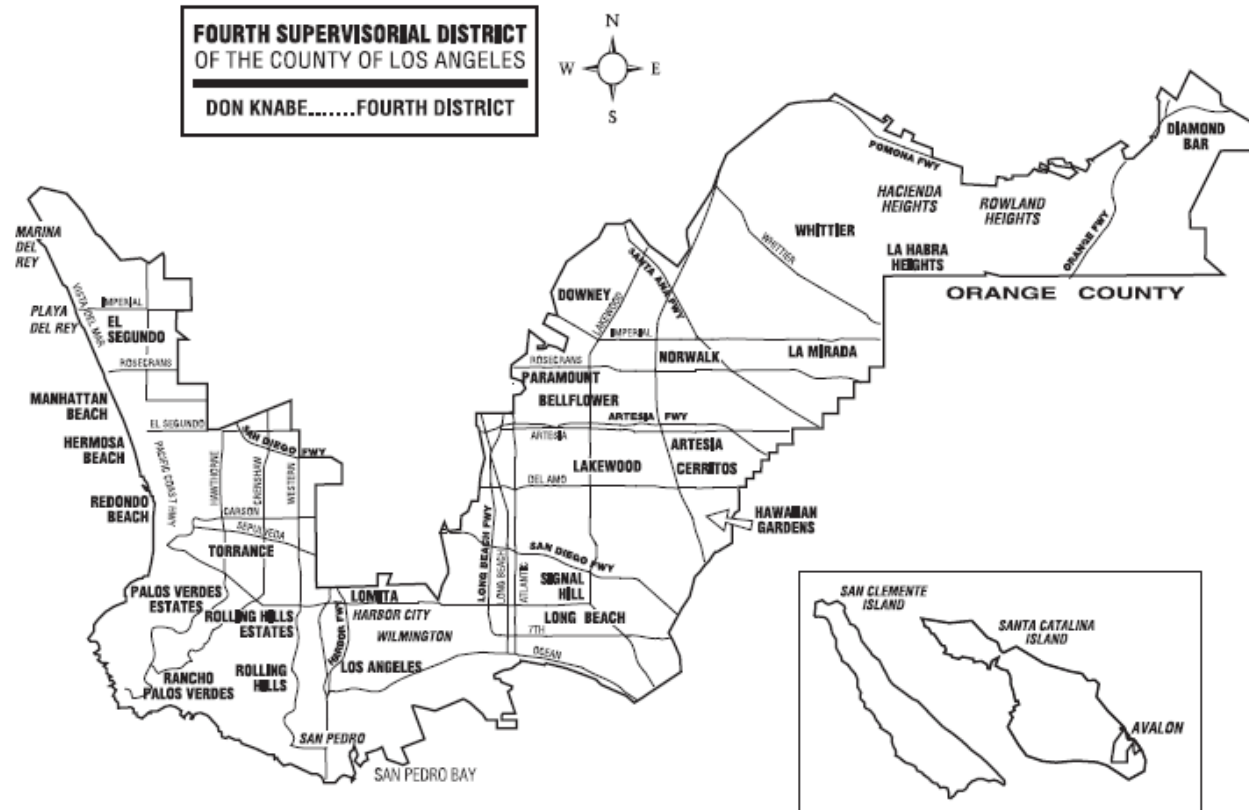 FOURTH SUPERVISORIAL DISTRICT
OF THE COUNTY OF LOS ANGELES
DON KNABE.......FOURTH DISTRICT
N
W
E
S
DIAMOND
BAR
POMONA FWY
HACIENDA
HEIGHTS
ROWLAND
HEIGHTS
ORANGE FWY
WHITTIER
WHITTIER
LA HABRA
HEIGHTS
ORANGE COUNTY
MARINA
DEL
REY
PLAYA
DEL REY
VISTA DEL MAR
IMPERIAL
EL
SEGUNDO
ROSECRANS
MANHATTAN
BEACH
EL SEGUNDO
HERMOSA
BEACH
REDONDO
BEACH
PACIFIC COAST HWY
HAWTHORNE
CRENSHAW
WESTERN
SAN DIEGO FWY
CARSON
SEPULVEDA
TORRANCE
PALOS VERDES
ESTATES
ROLLING HILLS
ESTATES
RANCHO
PALOS VERDES
ROLLING
HILLS
SAN PEDRO
SAN PEDRO BAY
LOMITA
HARBOR CITY
HARBOR FWY
WILMINGTON
LOS ANGELES
DOWNEY
LAKEWOOD
SANTA ANA FWY
IMPERIAL
ROSECRANS
PARAMOUNT
NORWALK
LA MIRADA
BELLFLOWER
ARTESIA FWY
ARTESIA
ARTESIA
CERRITOS
LAKEWOOD
DEL AMO
HAWAIIAN
GARDENS
LONG BEACH FWY
LONG BEACH
ATLANTIC
SAN DIEGO FWY
SIGNAL
HILL
LONG BEACH
7TH
OCEAN
SAN CLEMENTE
ISLAND
SANTA CATALINA
ISLAND
AVALON